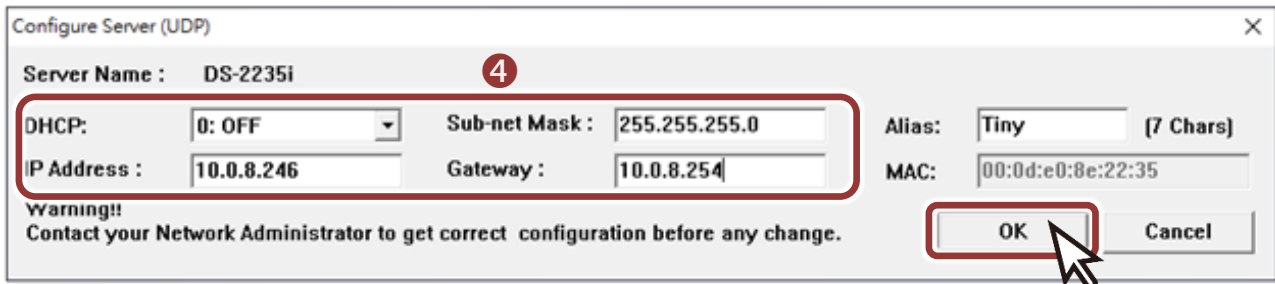 Configure Server (UDP)
Server Name : DS-2235i
4
DHCP: 0: OFF Sub-net Mask : 255.255.255.0 Alias: Tiny (7 Chars)
IP Address : 10.0.8.246 Gateway : 10.0.8.254 MAC: 00:0d:e0:8e:22:35
Warning!!
Contact your Network Administrator to get correct configuration before any change.
OK Cancel